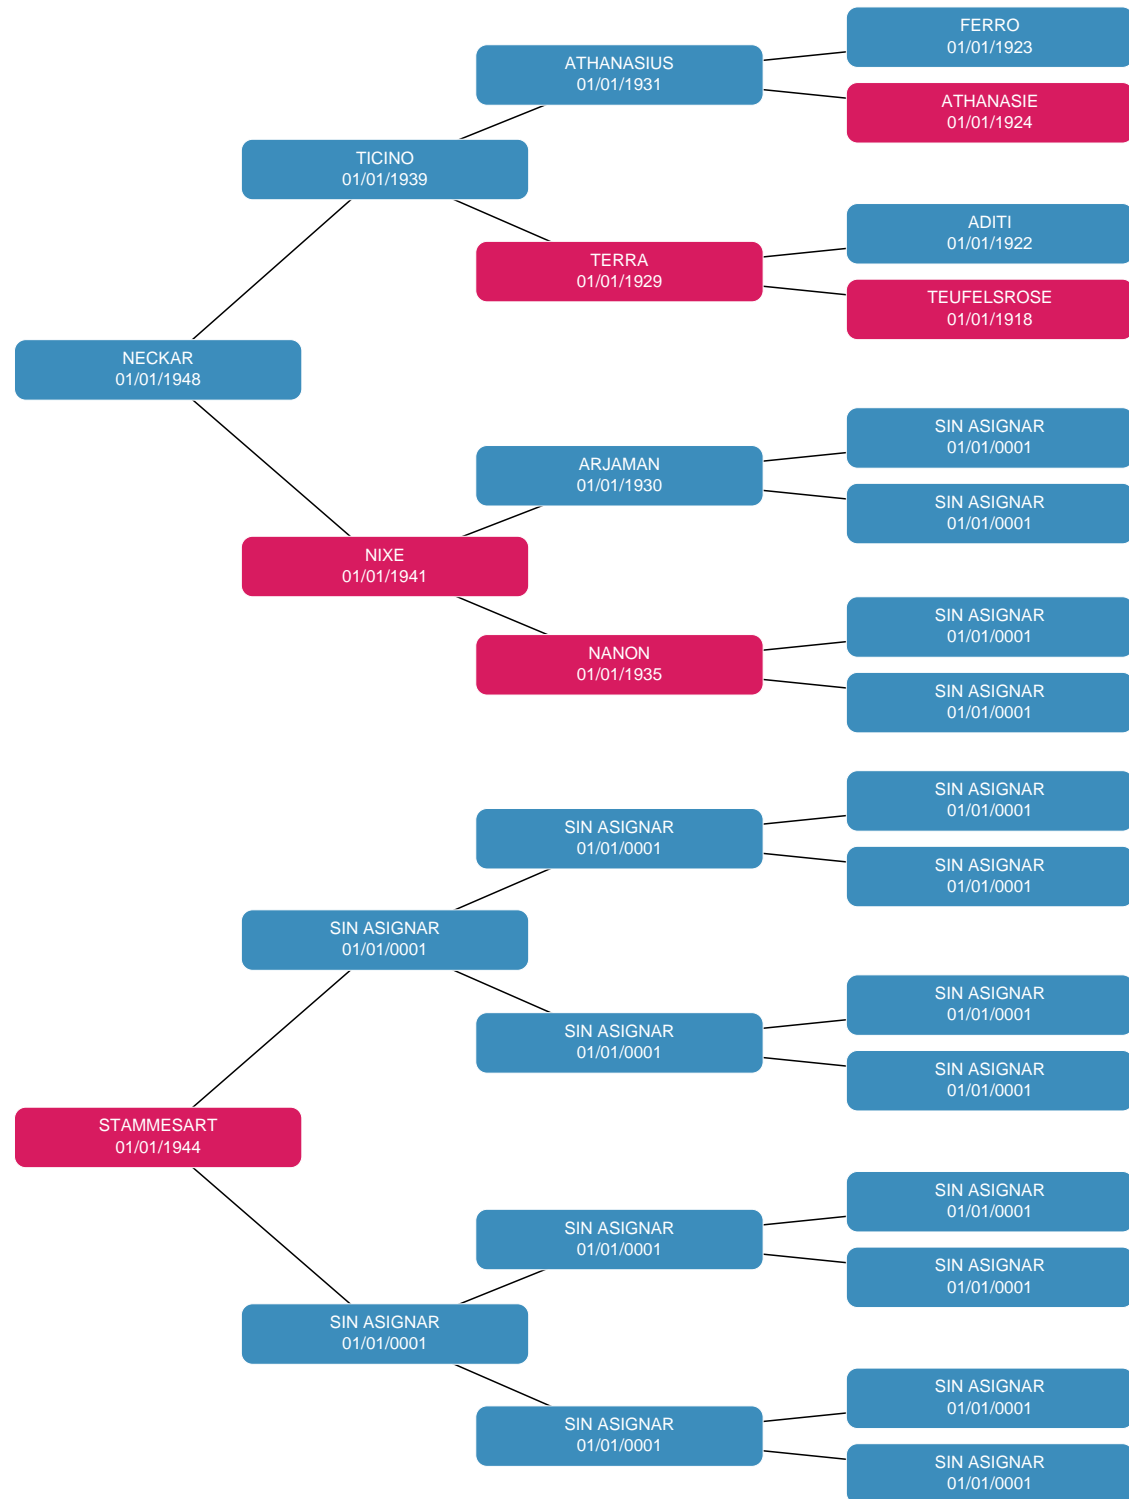 FERRO
01/01/1923
ATHANASIUS
01/01/1931
ATHANASIE
01/01/1924
TICINO
01/01/1939
ADITI
01/01/1922
TERRA
01/01/1929
TEUFELSROSE
01/01/1918
NECKAR
01/01/1948
SIN ASIGNAR
01/01/0001
ARJAMAN
01/01/1930
SIN ASIGNAR
01/01/0001
NIXE
01/01/1941
SIN ASIGNAR
01/01/0001
NANON
01/01/1935
SIN ASIGNAR
01/01/0001
SIN ASIGNAR
01/01/0001
SIN ASIGNAR
01/01/0001
SIN ASIGNAR
01/01/0001
SIN ASIGNAR
01/01/0001
SIN ASIGNAR
01/01/0001
SIN ASIGNAR
01/01/0001
SIN ASIGNAR
01/01/0001
STAMMESART
01/01/1944
SIN ASIGNAR
01/01/0001
SIN ASIGNAR
01/01/0001
SIN ASIGNAR
01/01/0001
SIN ASIGNAR
01/01/0001
SIN ASIGNAR
01/01/0001
SIN ASIGNAR
01/01/0001
SIN ASIGNAR
01/01/0001